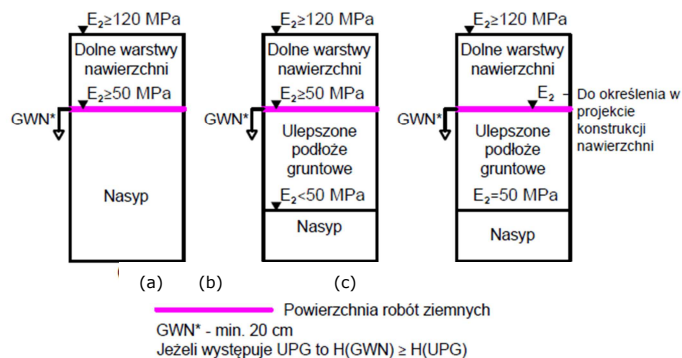 E₂≥120 MPa
Dolne warstwy
nawierzchni
E₂≥50 MPa
GWN*
Nasyp
E₂≥120 MPa
Dolne warstwy
nawierzchni
E₂≥50 MPa
GWN*
Ulepszone
podłoże
gruntowe
E₂<50 MPa
Nasyp
E₂≥120 MPa
Dolne warstwy
nawierzchni
E₂
Do określenia w
projekcie
konstrukcji
nawierzchni
GWN*
Ulepszone
podłoże
gruntowe
E₂=50 MPa
Nasyp
(a) (b) (c)
Powierzchnia robót ziemnych
GWN* - min. 20 cm
Jeżeli występuje UPG to H(GWN) ≥ H(UPG)